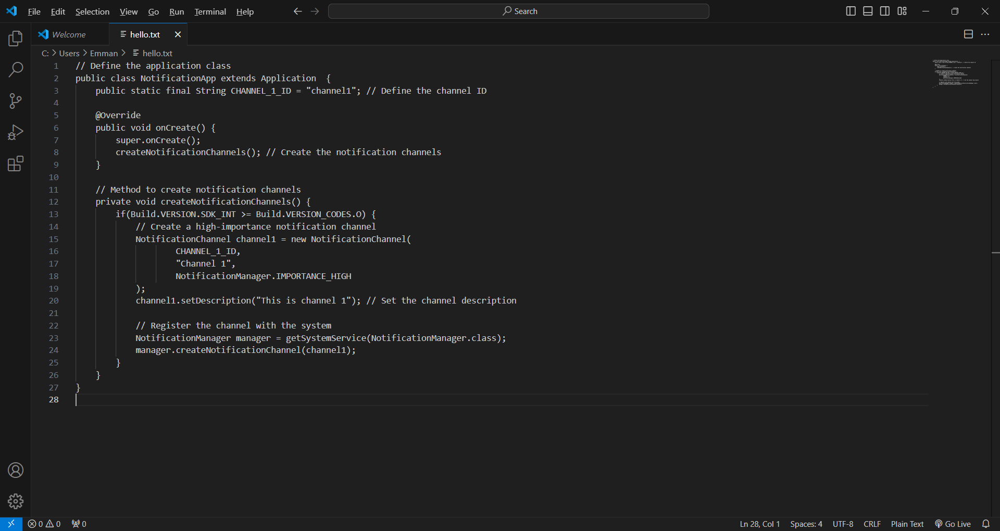 File Edit Selection View Go Run Terminal Help Search
Welcome hello.txt
C: > Users > Emman > hello.txt
1 // Define the application class
2 public class NotificationApp extends Application  {
3     public static final String CHANNEL_1_ID = "channel1"; // Define the channel ID
4
5     @Override
6     public void onCreate() {
7         super.onCreate();
8         createNotificationChannels(); // Create the notification channels
9     }
10
11     // Method to create notification channels
12     private void createNotificationChannels() {
13         if(Build.VERSION.SDK_INT >= Build.VERSION_CODES.O) {
14             // Create a high-importance notification channel
15             NotificationChannel channel1 = new NotificationChannel(
16                     CHANNEL_1_ID,
17                     "Channel 1",
18                     NotificationManager.IMPORTANCE_HIGH
19             );
20             channel1.setDescription("This is channel 1"); // Set the channel description
21
22             // Register the channel with the system
23             NotificationManager manager = getSystemService(NotificationManager.class);
24             manager.createNotificationChannel(channel1);
25         }
26     }
27 }
28
0 0 0 Ln 28, Col 1 Spaces: 4 UTF-8 CRLF Plain Text Go Live